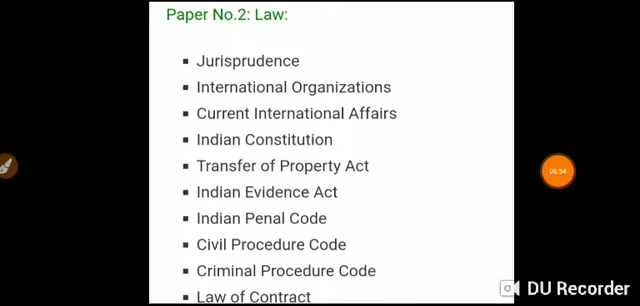 Paper No.2: Law:
Jurisprudence
International Organizations
Current International Affairs
Indian Constitution
Transfer of Property Act
Indian Evidence Act
Indian Penal Code
Civil Procedure Code
Criminal Procedure Code
Law of Contract
06:54
DU Recorder